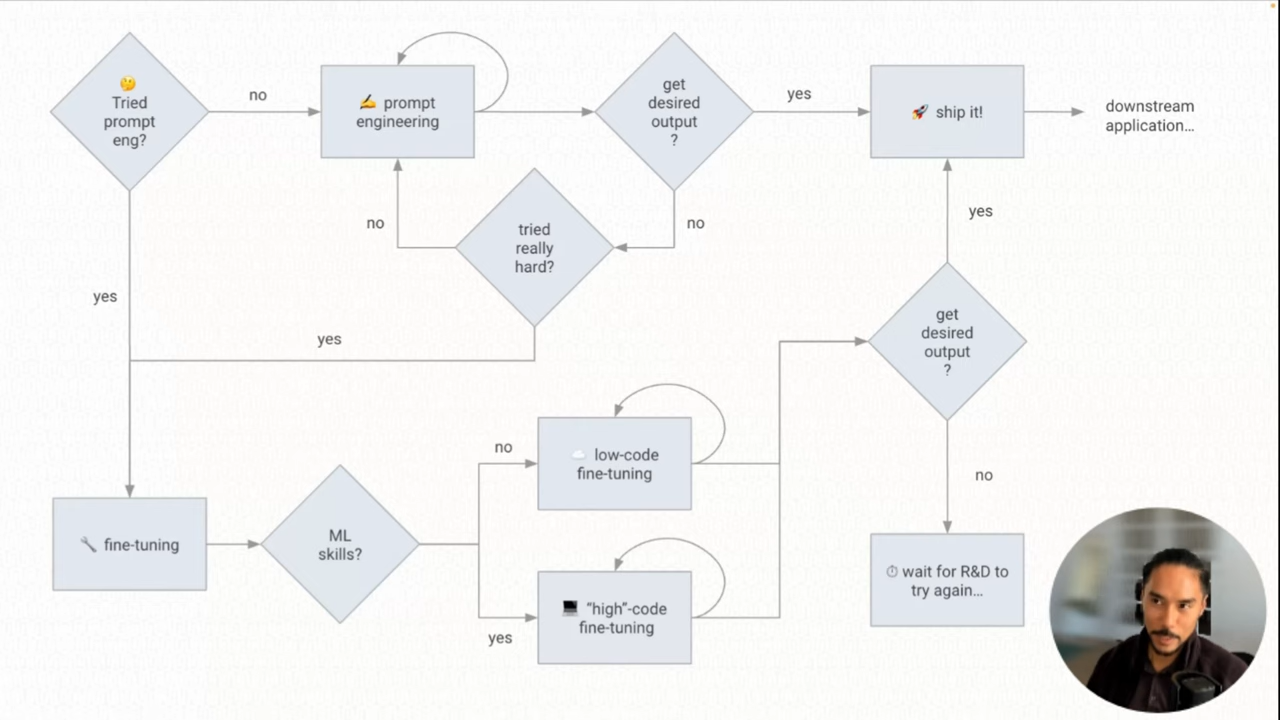 🤔
Tried
prompt
eng?
no
✍️ prompt
engineering
get
desired
output
?
yes
🚀 ship it!
downstream
application...
no
tried
really
hard?
no
yes
yes
yes
get
desired
output
?
no
☁️ low-code
fine-tuning
no
🔧 fine-tuning
ML
skills?
⏱ wait for R&D to
try again...
💻 "high"-code
fine-tuning
yes